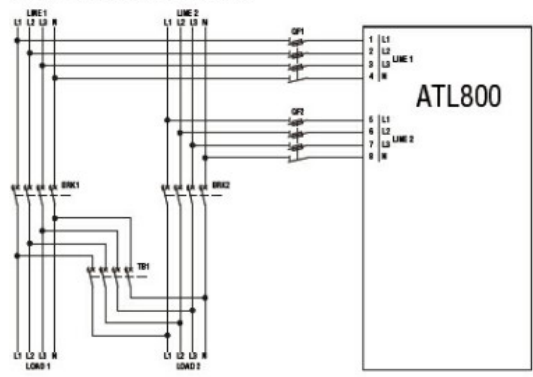 LINE 1 LINE 2
L1 L2 L3 N L1 L2 L3 N
QF1
1 L1
2 L2
3 L3
4 N
LINE 1
ATL800
QF2
5 L1
6 L2
7 L3
8 N
LINE 2
BRK1 BRK2
TB1
L1 L2 L3 N L1 L2 L3 N
LOAD 1 LOAD 2